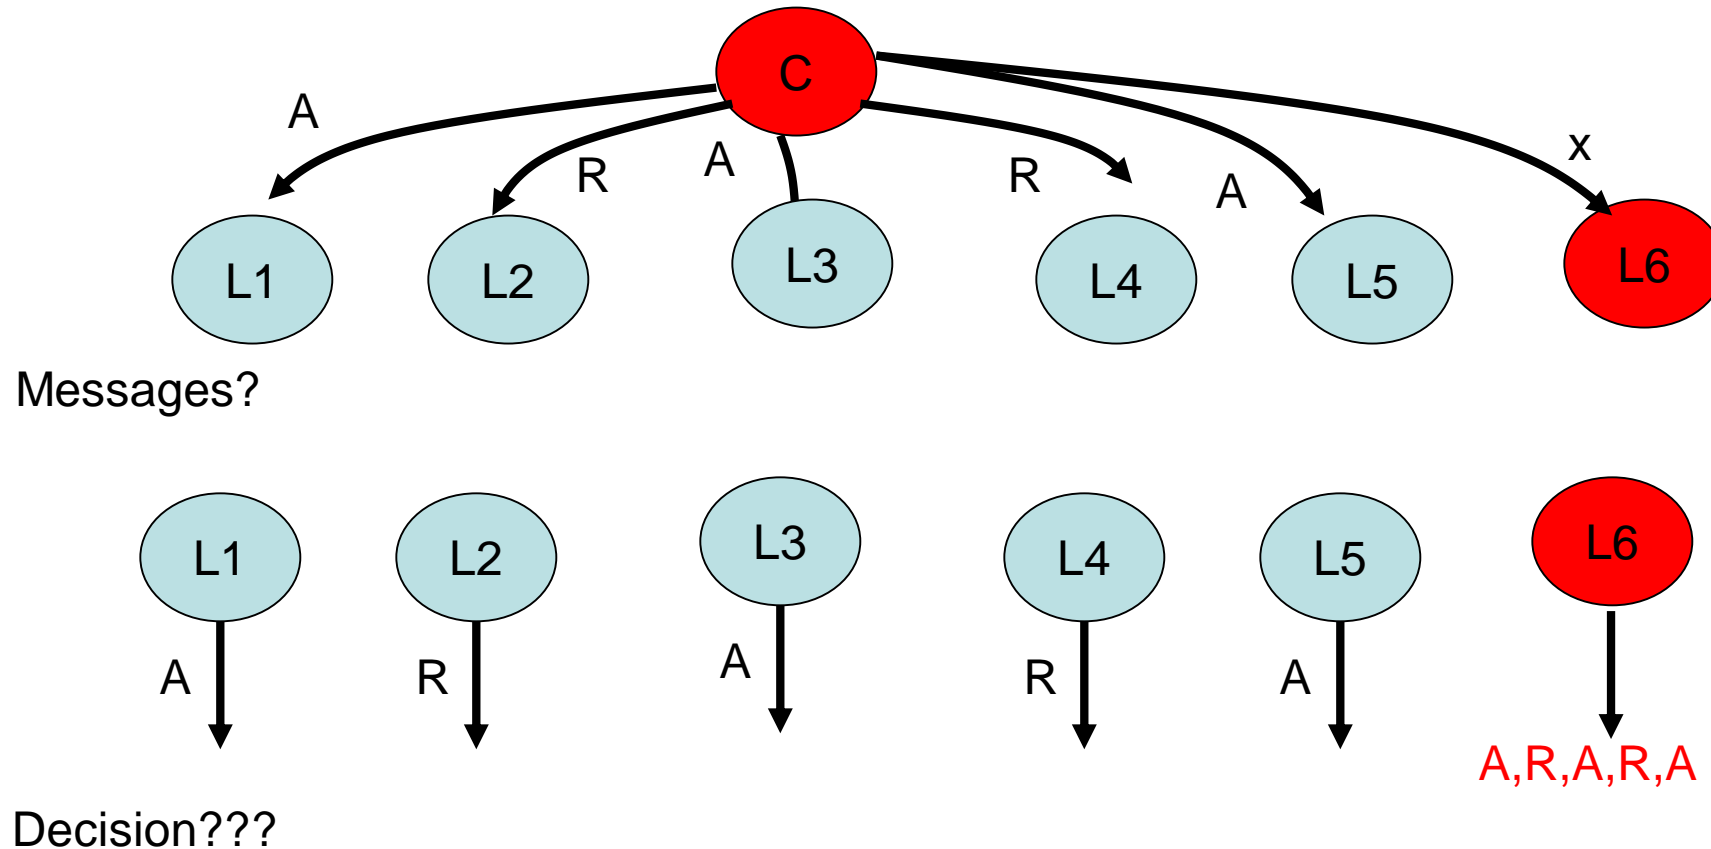 C
A
R
A
R
A
x
L1
L2
L3
L4
L5
L6
Messages?
L1
L2
L3
L4
L5
L6
A
R
A
R
A
A,R,A,R,A
Decision???